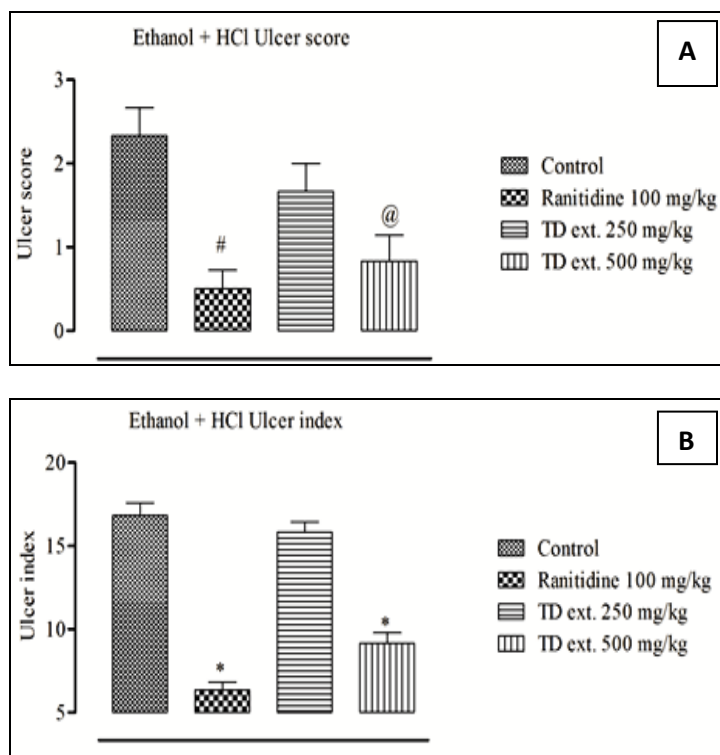 Ethanol + HCl Ulcer score
A
3
2
1
0
Ulcer score
#
@
Control
Ranitidine 100 mg/kg
TD ext. 250 mg/kg
TD ext. 500 mg/kg
Ethanol + HCl Ulcer index
B
20
15
10
5
Ulcer index
*
*
Control
Ranitidine 100 mg/kg
TD ext. 250 mg/kg
TD ext. 500 mg/kg